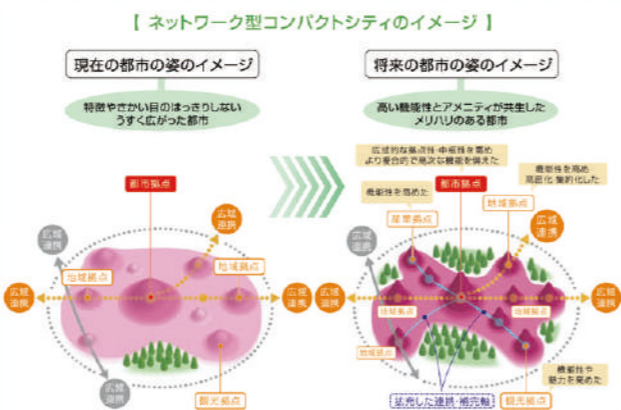 【 ネットワーク型コンパクトシティのイメージ 】
現在の都市の姿のイメージ
特徴やさかい目のはっきりしない
うすく広がった都市
都市拠点
広域
連携
広域
連携
地域拠点
地域拠点
広域
連携
広域
連携
広域
連携
観光拠点
将来の都市の姿のイメージ
高い機能性とアメニティが共生した
メリハリのある都市
広域的な拠点性・中枢性を高め
より複合的で高次な機能を備えた
都市拠点
機能性を高め
高密化・集約化した
地域拠点
機能性を高めた
産業拠点
広域
連携
広域
連携
広域
連携
地域拠点
地域拠点
広域
連携
地域拠点
広域
連携
拡充した連携・補完軸
機能性や
魅力を高めた
観光拠点